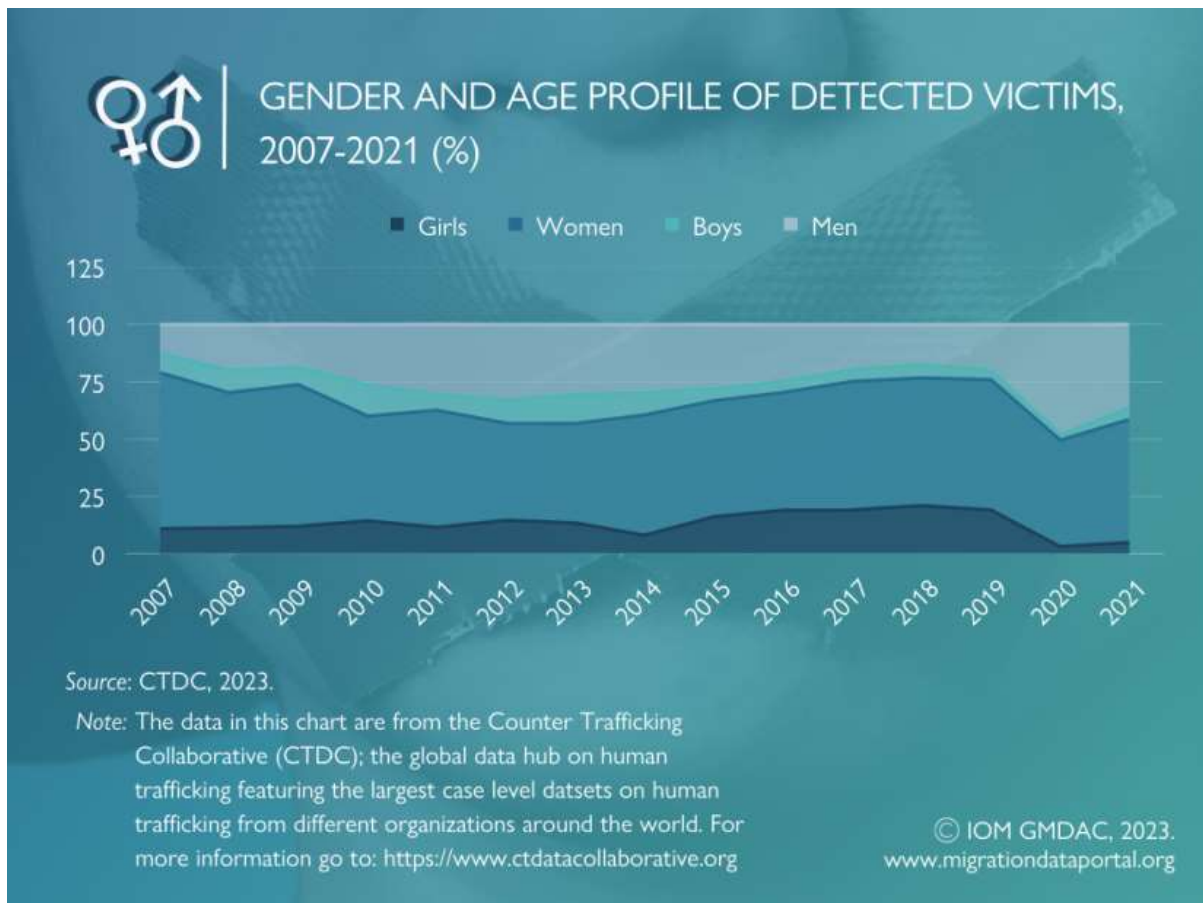 GENDER AND AGE PROFILE OF DETECTED VICTIMS,
2007-2021 (%)
Girls Women Boys Men
125
100
75
50
25
0
2007 2008 2009 2010 2011 2012 2013 2014 2015 2016 2017 2018 2019 2020 2021
Source: CTDC, 2023.
Note: The data in this chart are from the Counter Trafficking
Collaborative (CTDC); the global data hub on human
trafficking featuring the largest case level datsets on human
trafficking from different organizations around the world. For
more information go to: https://www.ctdatacollaborative.org
© IOM GMDAC, 2023.
www.migrationdataportal.org